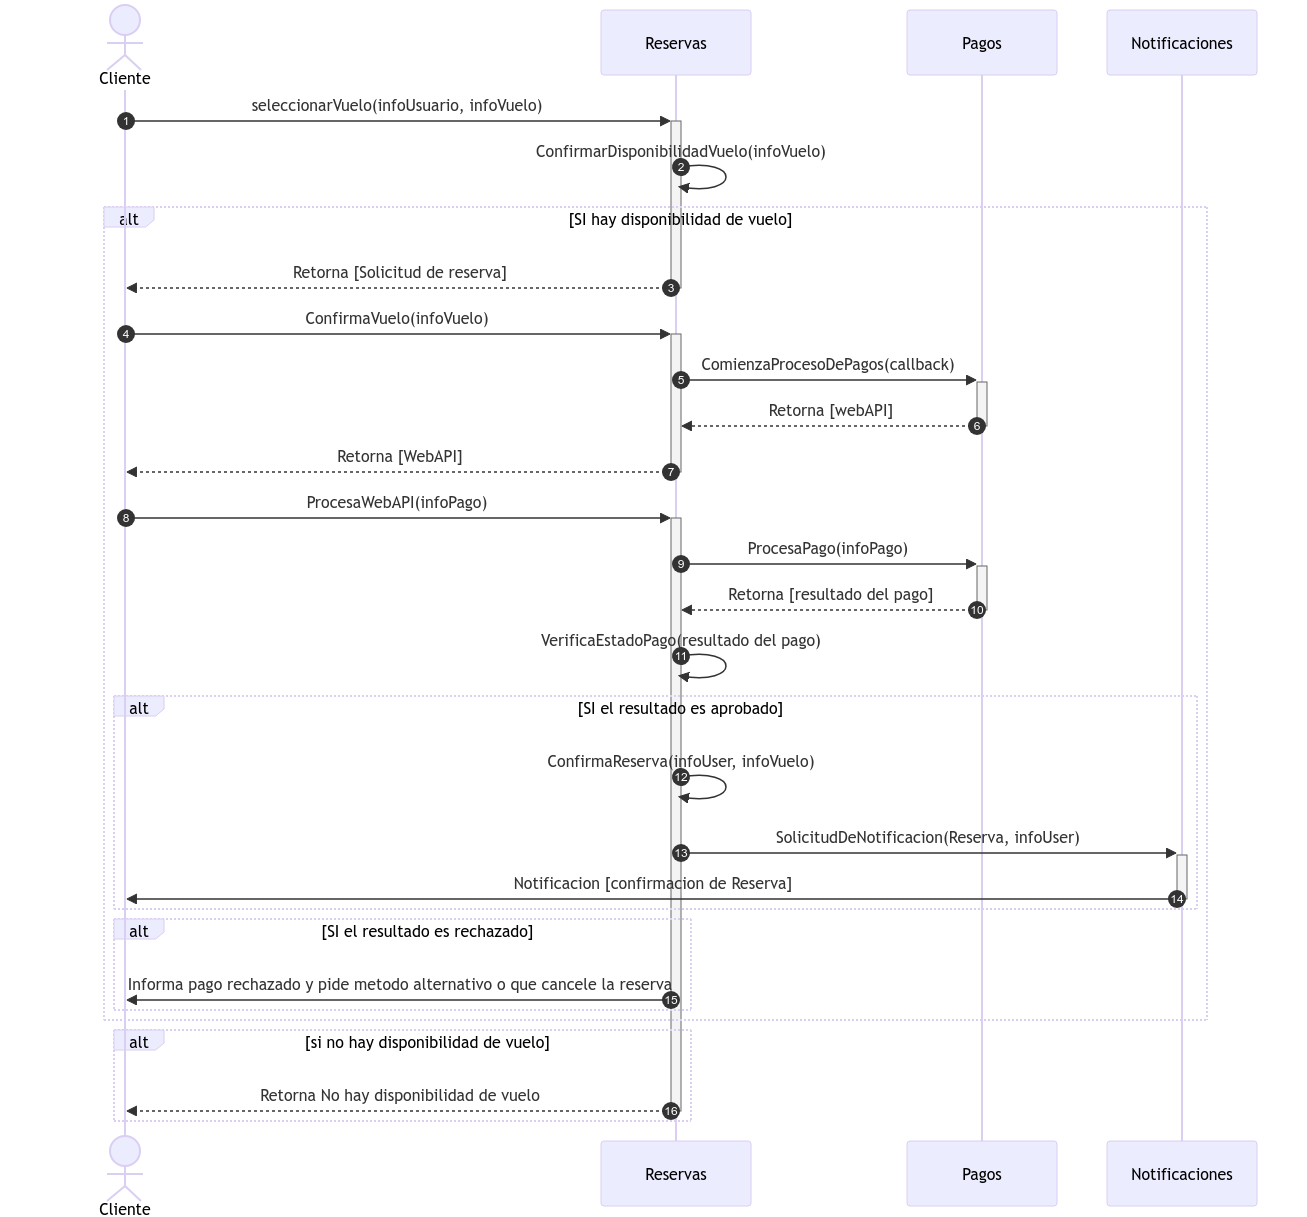 Cliente
Reservas
Pagos
Notificaciones
seleccionarVuelo(infoUsuario, infoVuelo)
1
ConfirmarDisponibilidadVuelo(infoVuelo)
2
alt
[SI hay disponibilidad de vuelo]
Retorna [Solicitud de reserva]
3
ConfirmaVuelo(infoVuelo)
4
ComienzaProcesoDePagos(callback)
5
Retorna [webAPI]
6
Retorna [WebAPI]
7
ProcesaWebAPI(infoPago)
8
ProcesaPago(infoPago)
9
Retorna [resultado del pago]
10
VerificaEstadoPago(resultado del pago)
11
alt
[SI el resultado es aprobado]
ConfirmaReserva(infoUser, infoVuelo)
12
SolicitudDeNotificacion(Reserva, infoUser)
13
Notificacion [confirmacion de Reserva]
14
alt
[SI el resultado es rechazado]
Informa pago rechazado y pide metodo alternativo o que cancele la reserva
15
alt
[si no hay disponibilidad de vuelo]
Retorna No hay disponibilidad de vuelo
16
Cliente
Reservas
Pagos
Notificaciones